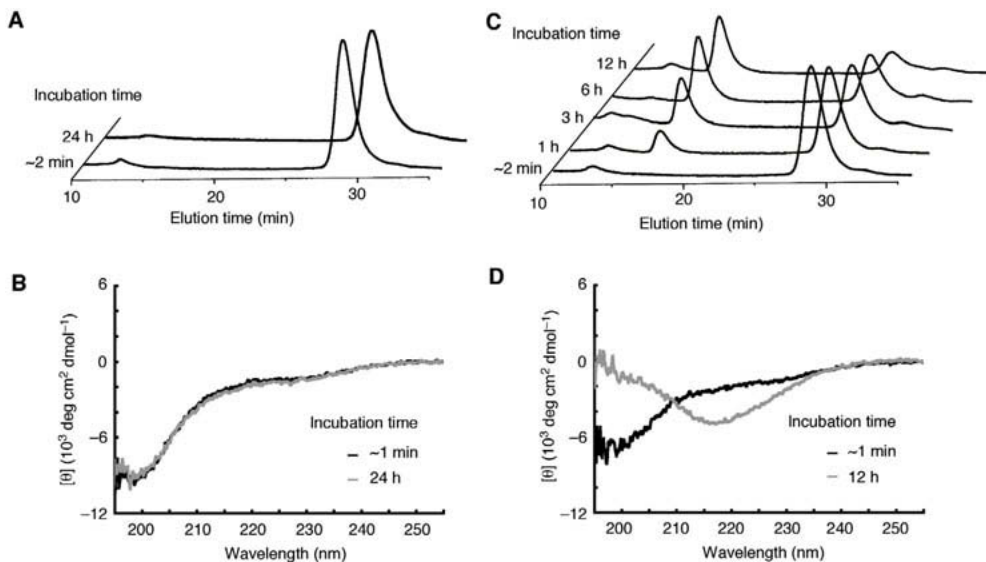 A
Incubation time
24 h
~2 min
10
20
30
Elution time (min)
C
Incubation time
12 h
6 h
3 h
1 h
~2 min
10
20
30
Elution time (min)
B
6
0
−6
−12
[θ] (10³ deg cm² dmol⁻¹)
Incubation time
~1 min
24 h
200
210
220
230
240
250
Wavelength (nm)
D
6
0
−6
−12
[θ] (10³ deg cm² dmol⁻¹)
Incubation time
~1 min
12 h
200
210
220
230
240
250
Wavelength (nm)